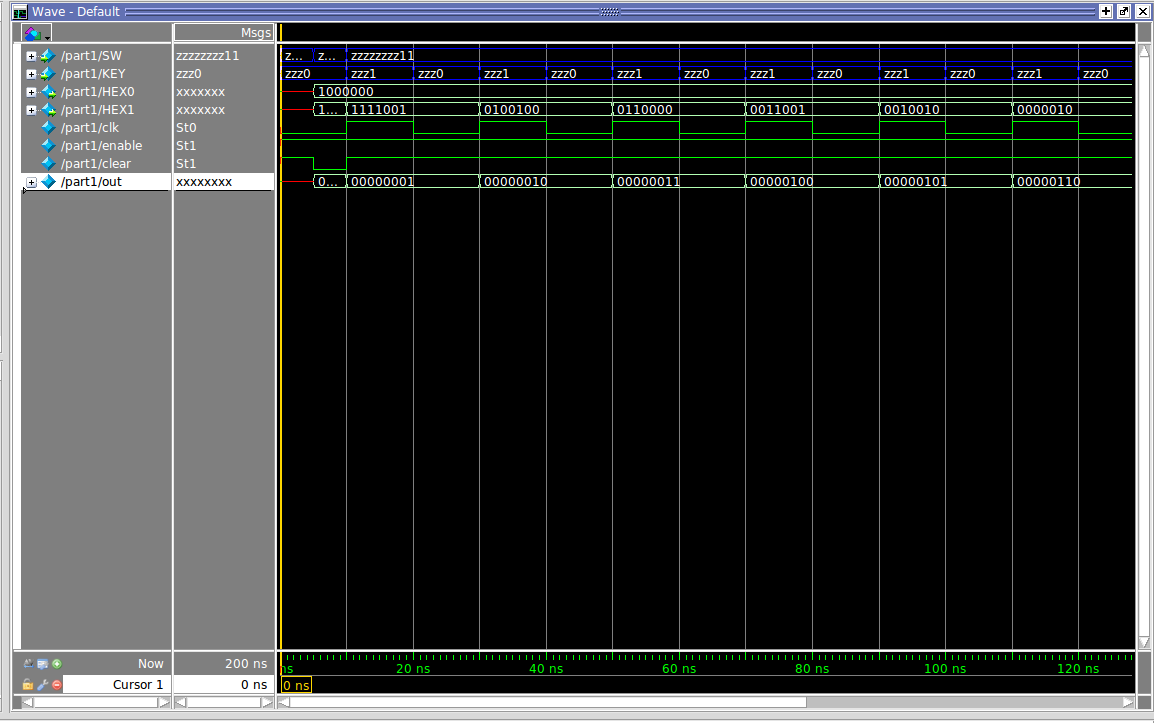 Wave - Default
Msgs
/part1/SW zzzzzzzz11 z... z... zzzzzzzz11
/part1/KEY zzz0 zzz0 zzz1 zzz0 zzz1 zzz0 zzz1 zzz0 zzz1 zzz0 zzz1 zzz0 zzz1 zzz0
/part1/HEX0 xxxxxxx 1000000
/part1/HEX1 xxxxxxx 1... 1111001 0100100 0110000 0011001 0010010 0000010
/part1/clk St0
/part1/enable St1
/part1/clear St1
/part1/out xxxxxxxx 0... 00000001 00000010 00000011 00000100 00000101 00000110
Now 200 ns ns 20 ns 40 ns 60 ns 80 ns 100 ns 120 ns
Cursor 1 0 ns 0 ns